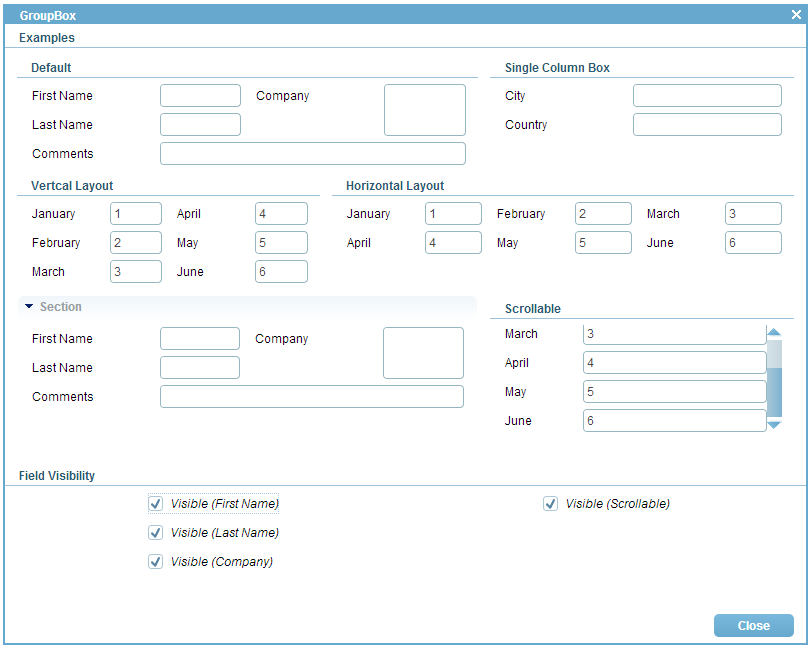 GroupBox
Examples
Default Single Column Box
First Name Company City
Last Name Country
Comments
Vertcal Layout Horizontal Layout
January 1 April 4 January 1 February 2 March 3
February 2 May 5 April 4 May 5 June 6
March 3 June 6
Section Scrollable
First Name Company March 3
Last Name April 4
Comments May 5
June 6
Field Visibility
Visible (First Name) Visible (Scrollable)
Visible (Last Name)
Visible (Company)
Close